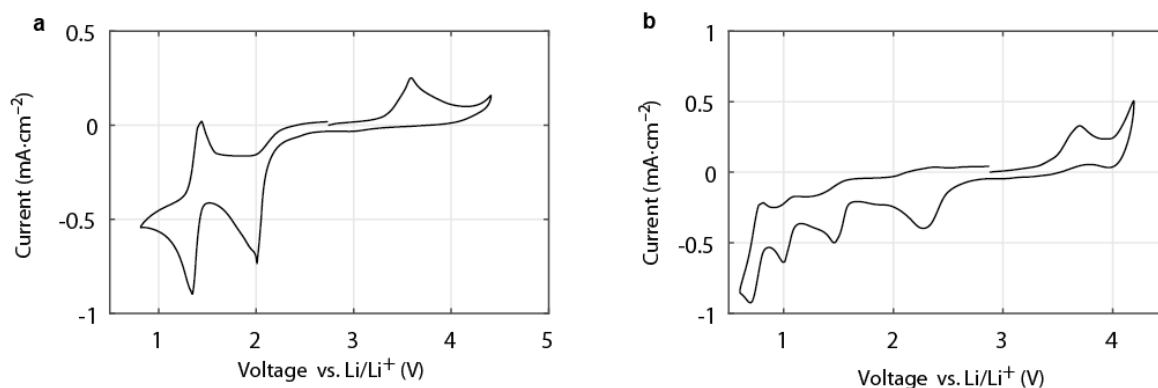 a
0.5
0
-0.5
-1
Current (mA·cm⁻²)
1 2 3 4 5
Voltage vs. Li/Li⁺ (V)
b
1
0.5
0
-0.5
-1
Current (mA·cm⁻²)
1 2 3 4
Voltage vs. Li/Li⁺ (V)